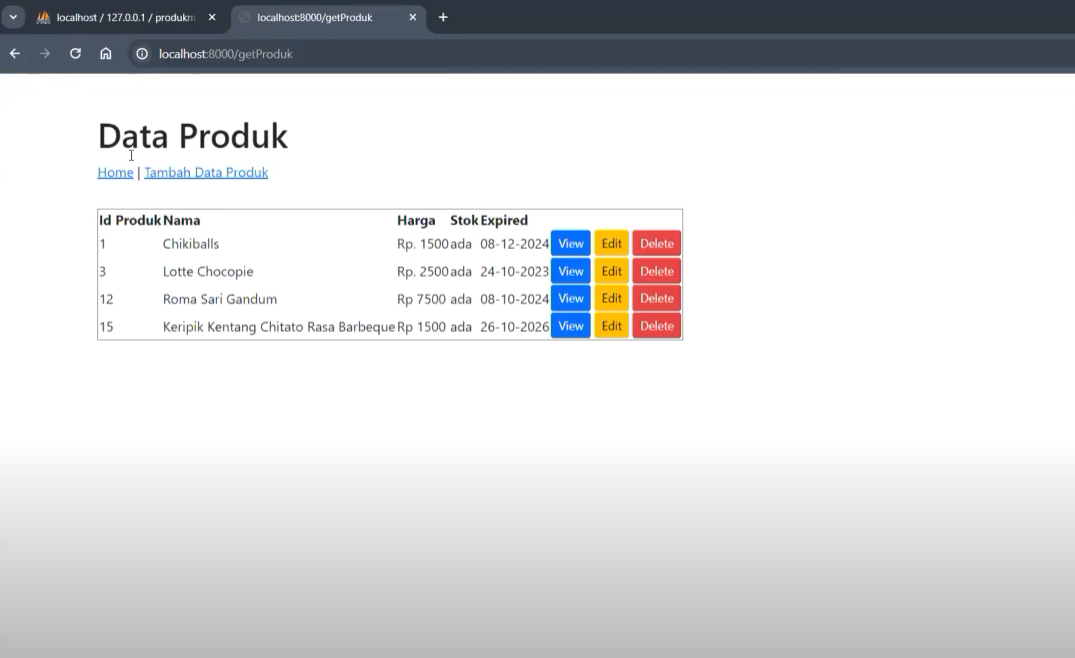 localhost / 127.0.0.1 / produkm
localhost:8000/getProduk
localhost:8000/getProduk
Data Produk
Home | Tambah Data Produk
Id Produk Nama Harga Stok Expired
1 Chikiballs Rp. 1500 ada 08-12-2024 View Edit Delete
3 Lotte Chocopie Rp. 2500 ada 24-10-2023 View Edit Delete
12 Roma Sari Gandum Rp 7500 ada 08-10-2024 View Edit Delete
15 Keripik Kentang Chitato Rasa Barbeque Rp 1500 ada 26-10-2026 View Edit Delete